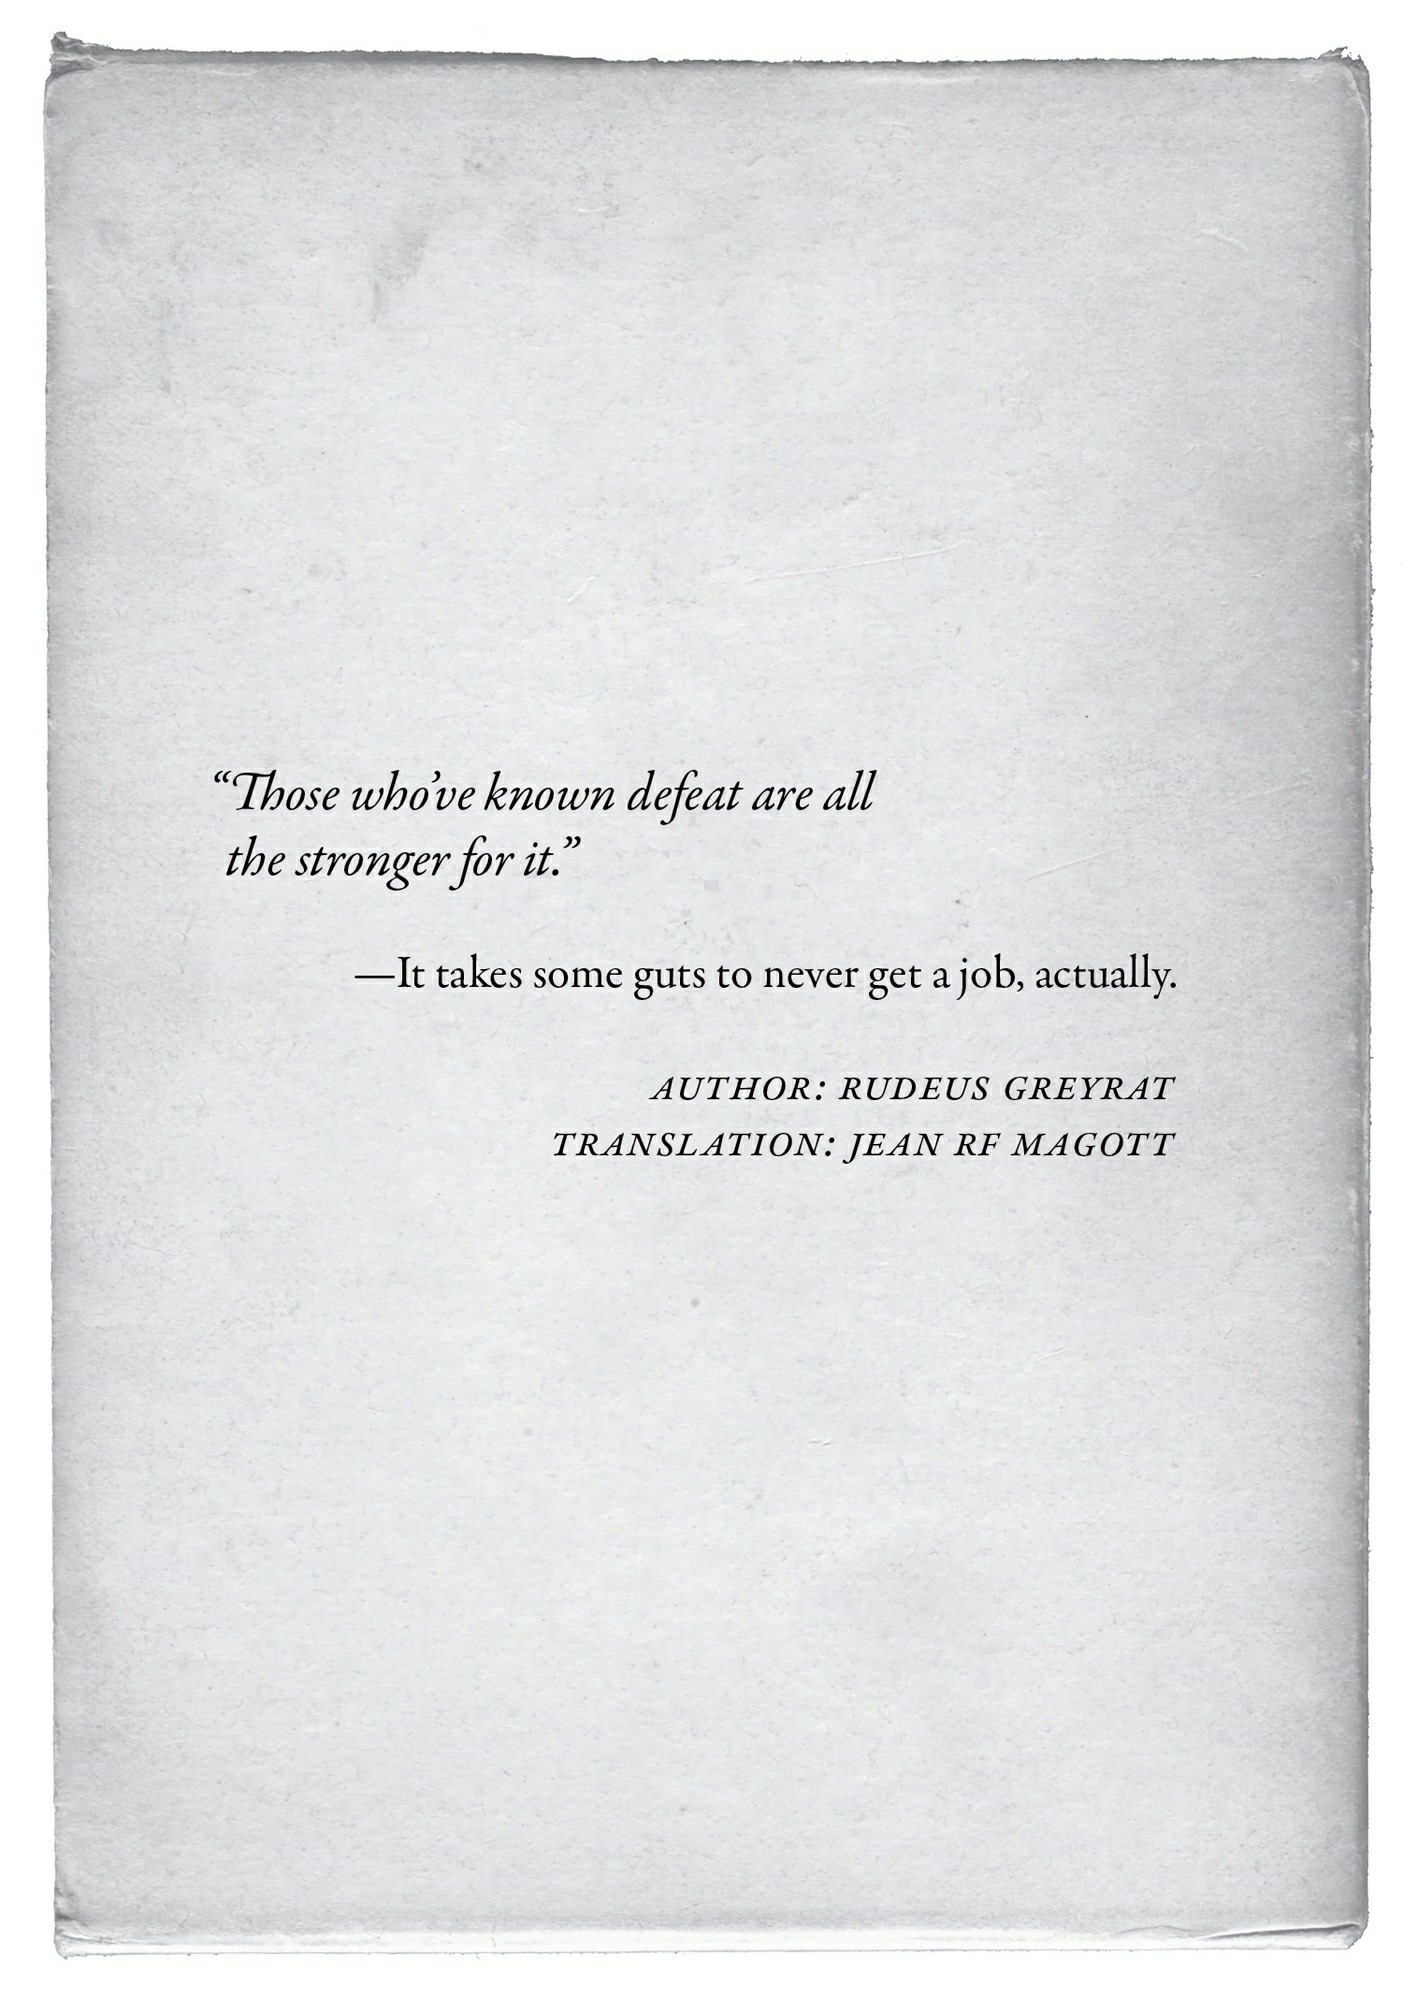 “Those who’ve known defeat are all
the stronger for it.”
—It takes some guts to never get a job, actually.
AUTHOR: RUDEUS GREYRAT
TRANSLATION: JEAN RF MAGOTT